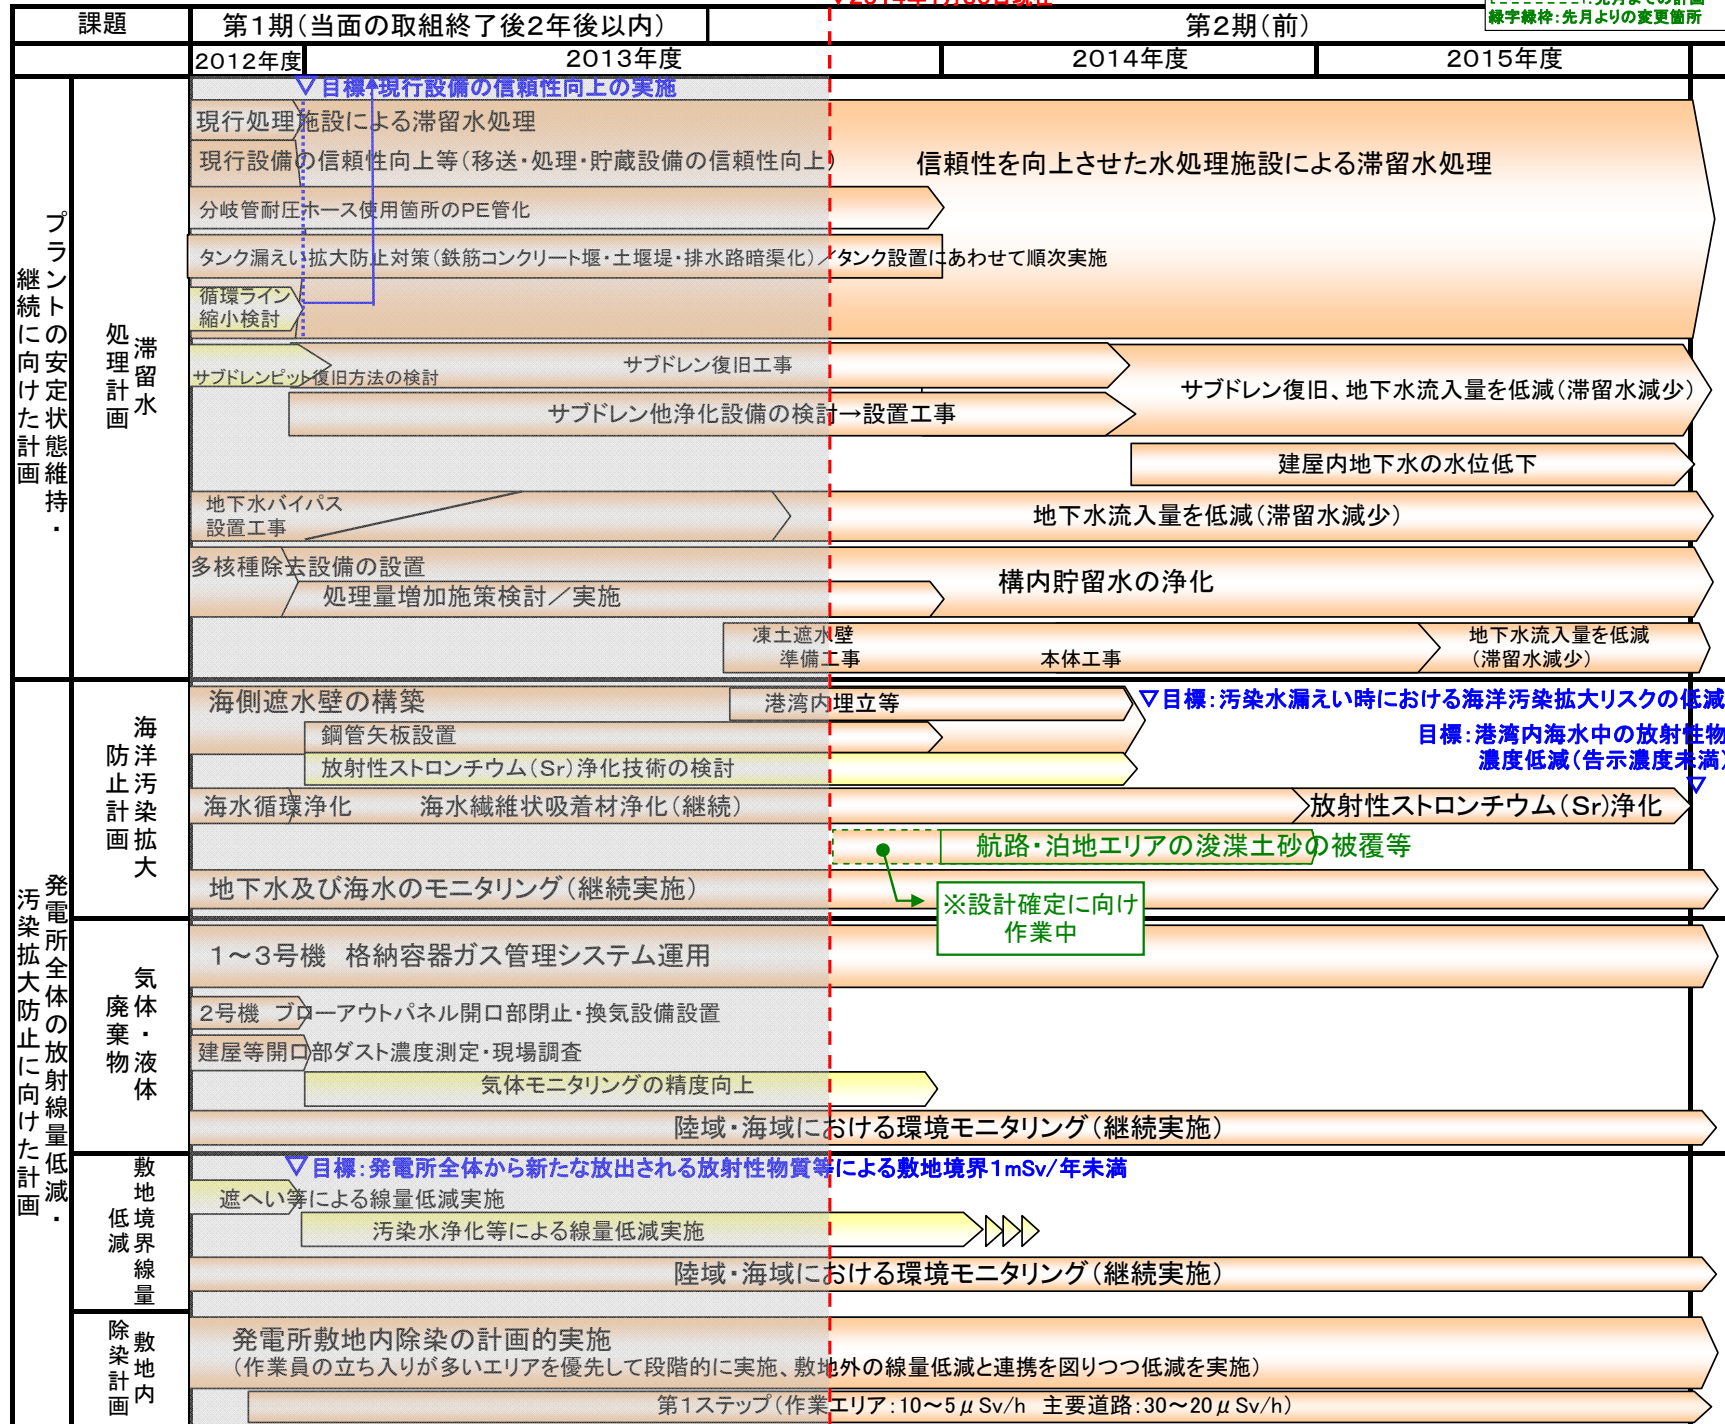 ▽2014年1月30日現在
緑字緑枠:先月よりの変更箇所
課題
第1期(当面の取組終了後2年後以内)
第2期(前)
2012年度
2013年度
2014年度
2015年度
プラントの安定状態維持・
継続に向けた計画
滞留水
処理計画
▽目標:現行設備の信頼性向上の実施
現行処理施設による滞留水処理
現行設備の信頼性向上等(移送・処理・貯蔵設備の信頼性向上)
信頼性を向上させた水処理施設による滞留水処理
分岐管耐圧ホース使用箇所のPE管化
タンク漏えい拡大防止対策(鉄筋コンクリート堰・土堰堤・排水路暗渠化)/タンク設置にあわせて順次実施
循環ライン
縮小検討
サブドレンピット復旧方法の検討
サブドレン復旧工事
サブドレン復旧、地下水流入量を低減(滞留水減少)
サブドレン他浄化設備の検討→設置工事
建屋内地下水の水位低下
地下水バイパス
設置工事
地下水流入量を低減(滞留水減少)
多核種除去設備の設置
処理量増加施策検討/実施
構内貯留水の浄化
凍土遮水壁
準備工事
本体工事
地下水流入量を低減
(滞留水減少)
発電所全体の放射線量低減・
汚染拡大防止に向けた計画
海洋汚染拡大
防止計画
海側遮水壁の構築
港湾内埋立等
▽目標:汚染水漏えい時における海洋汚染拡大リスクの低減
鋼管矢板設置
目標:港湾内海水中の放射性物
濃度低減(告示濃度未満)
▽
放射性ストロンチウム(Sr)浄化技術の検討
海水循環浄化
海水繊維状吸着材浄化(継続)
放射性ストロンチウム(Sr)浄化
航路・泊地エリアの浚渫土砂の被覆等
地下水及び海水のモニタリング(継続実施)
※設計確定に向け
作業中
気体・液体
廃棄物
1~3号機 格納容器ガス管理システム運用
2号機 ブローアウトパネル開口部閉止・換気設備設置
建屋等開口部ダスト濃度測定・現場調査
気体モニタリングの精度向上
陸域・海域における環境モニタリング(継続実施)
敷地境界線量
低減
▽目標:発電所全体から新たな放出される放射性物質等による敷地境界1mSv/年未満
遮へい等による線量低減実施
汚染水浄化等による線量低減実施
陸域・海域における環境モニタリング(継続実施)
敷地内
除染計画
発電所敷地内除染の計画的実施
(作業員の立ち入りが多いエリアを優先して段階的に実施、敷地外の線量低減と連携を図りつつ低減を実施)
第1ステップ(作業エリア:10~5μSv/h 主要道路:30~20μSv/h)